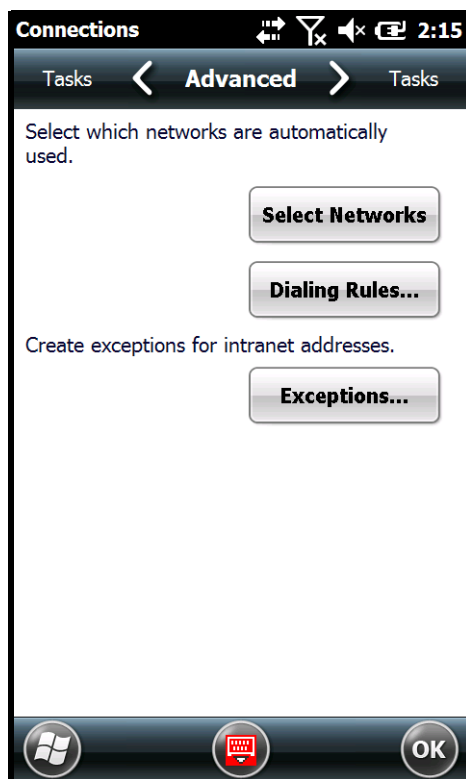 Connections 2:15
Tasks Advanced Tasks
Select which networks are automatically
used.
Select Networks
Dialing Rules...
Create exceptions for intranet addresses.
Exceptions...
OK